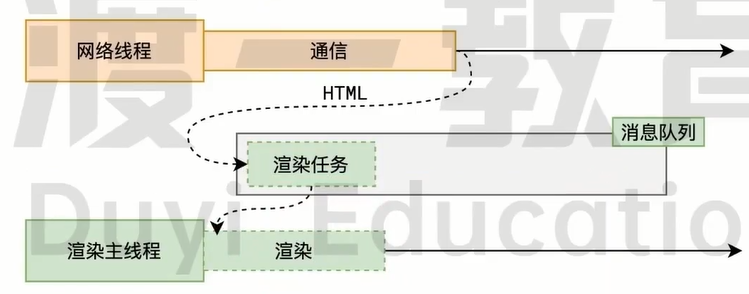 网络线程
通信
HTML
消息队列
渲染任务
渲染主线程
渲染
渡一教育
Duyi Educatio